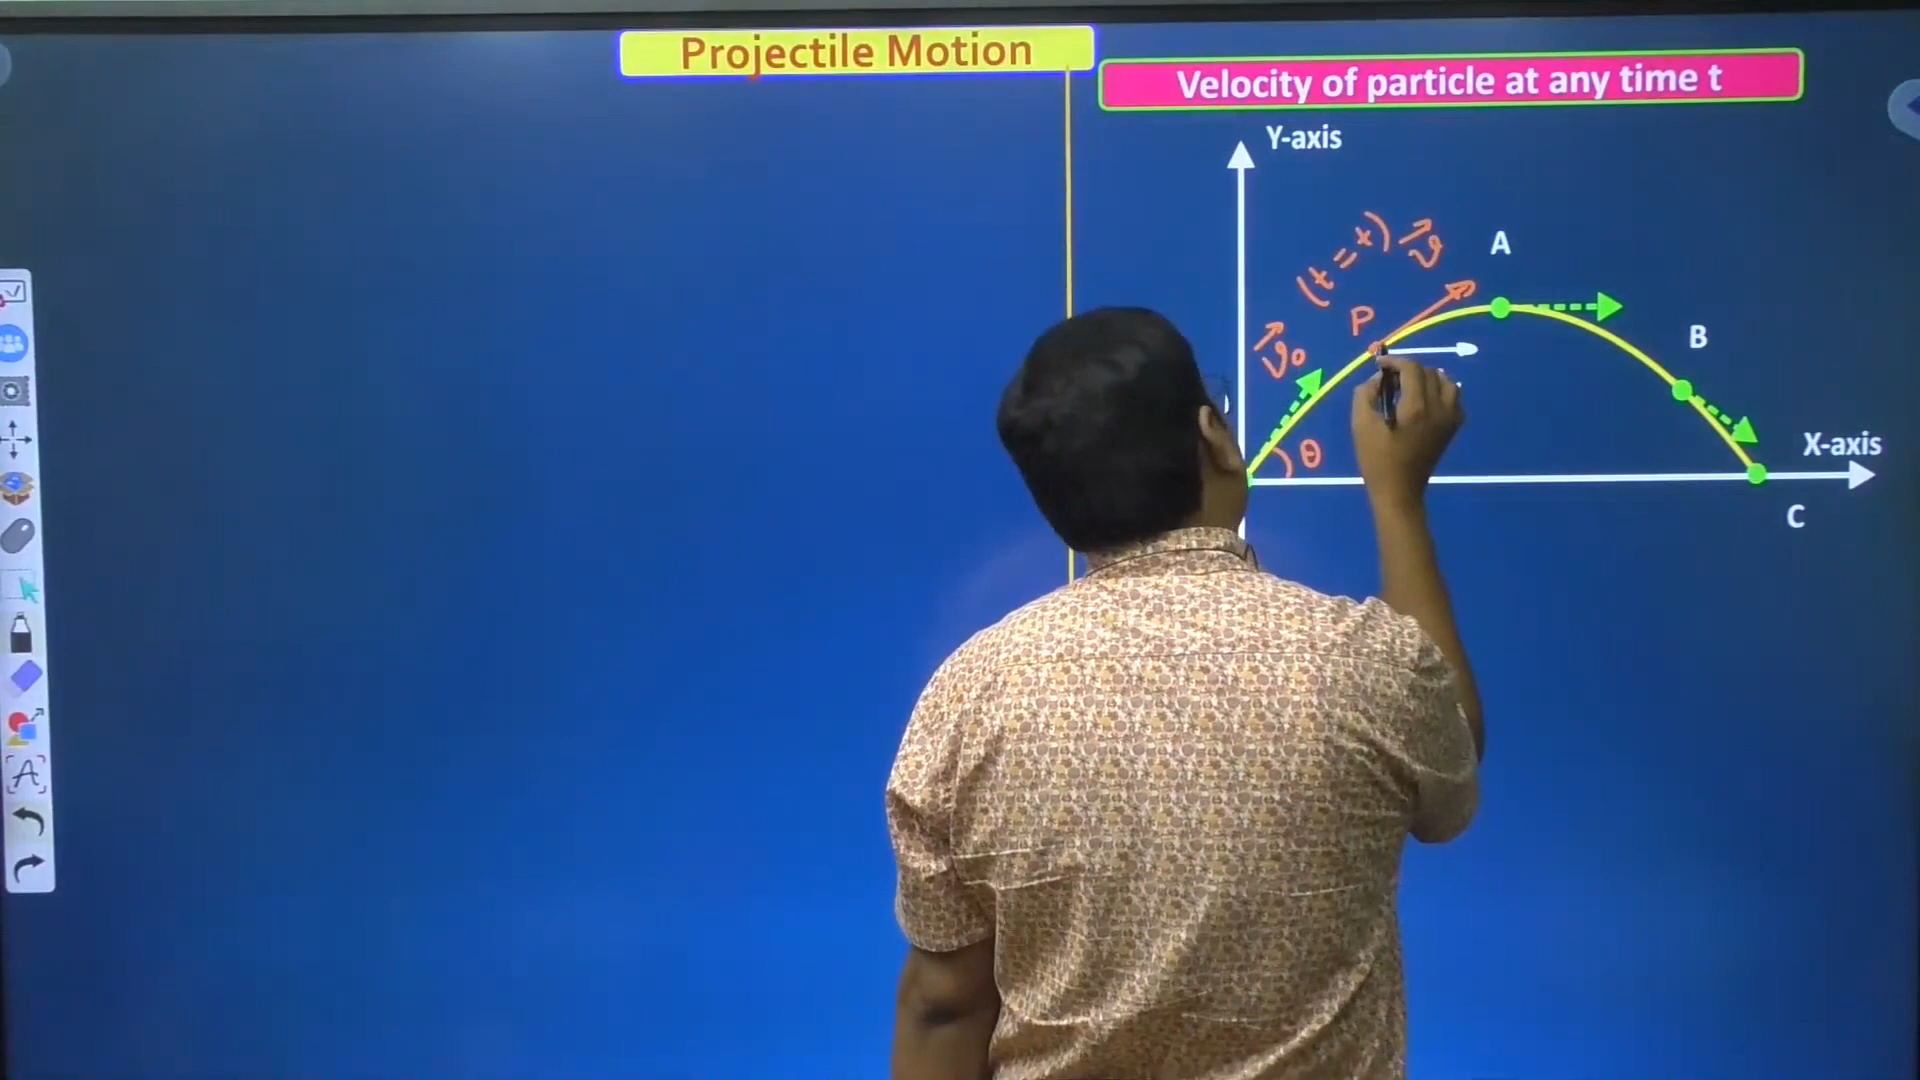 Projectile Motion
Velocity of particle at any time t
Y-axis
(t = t)
v⃗
A
P
v⃗₀
B
θ
X-axis
C